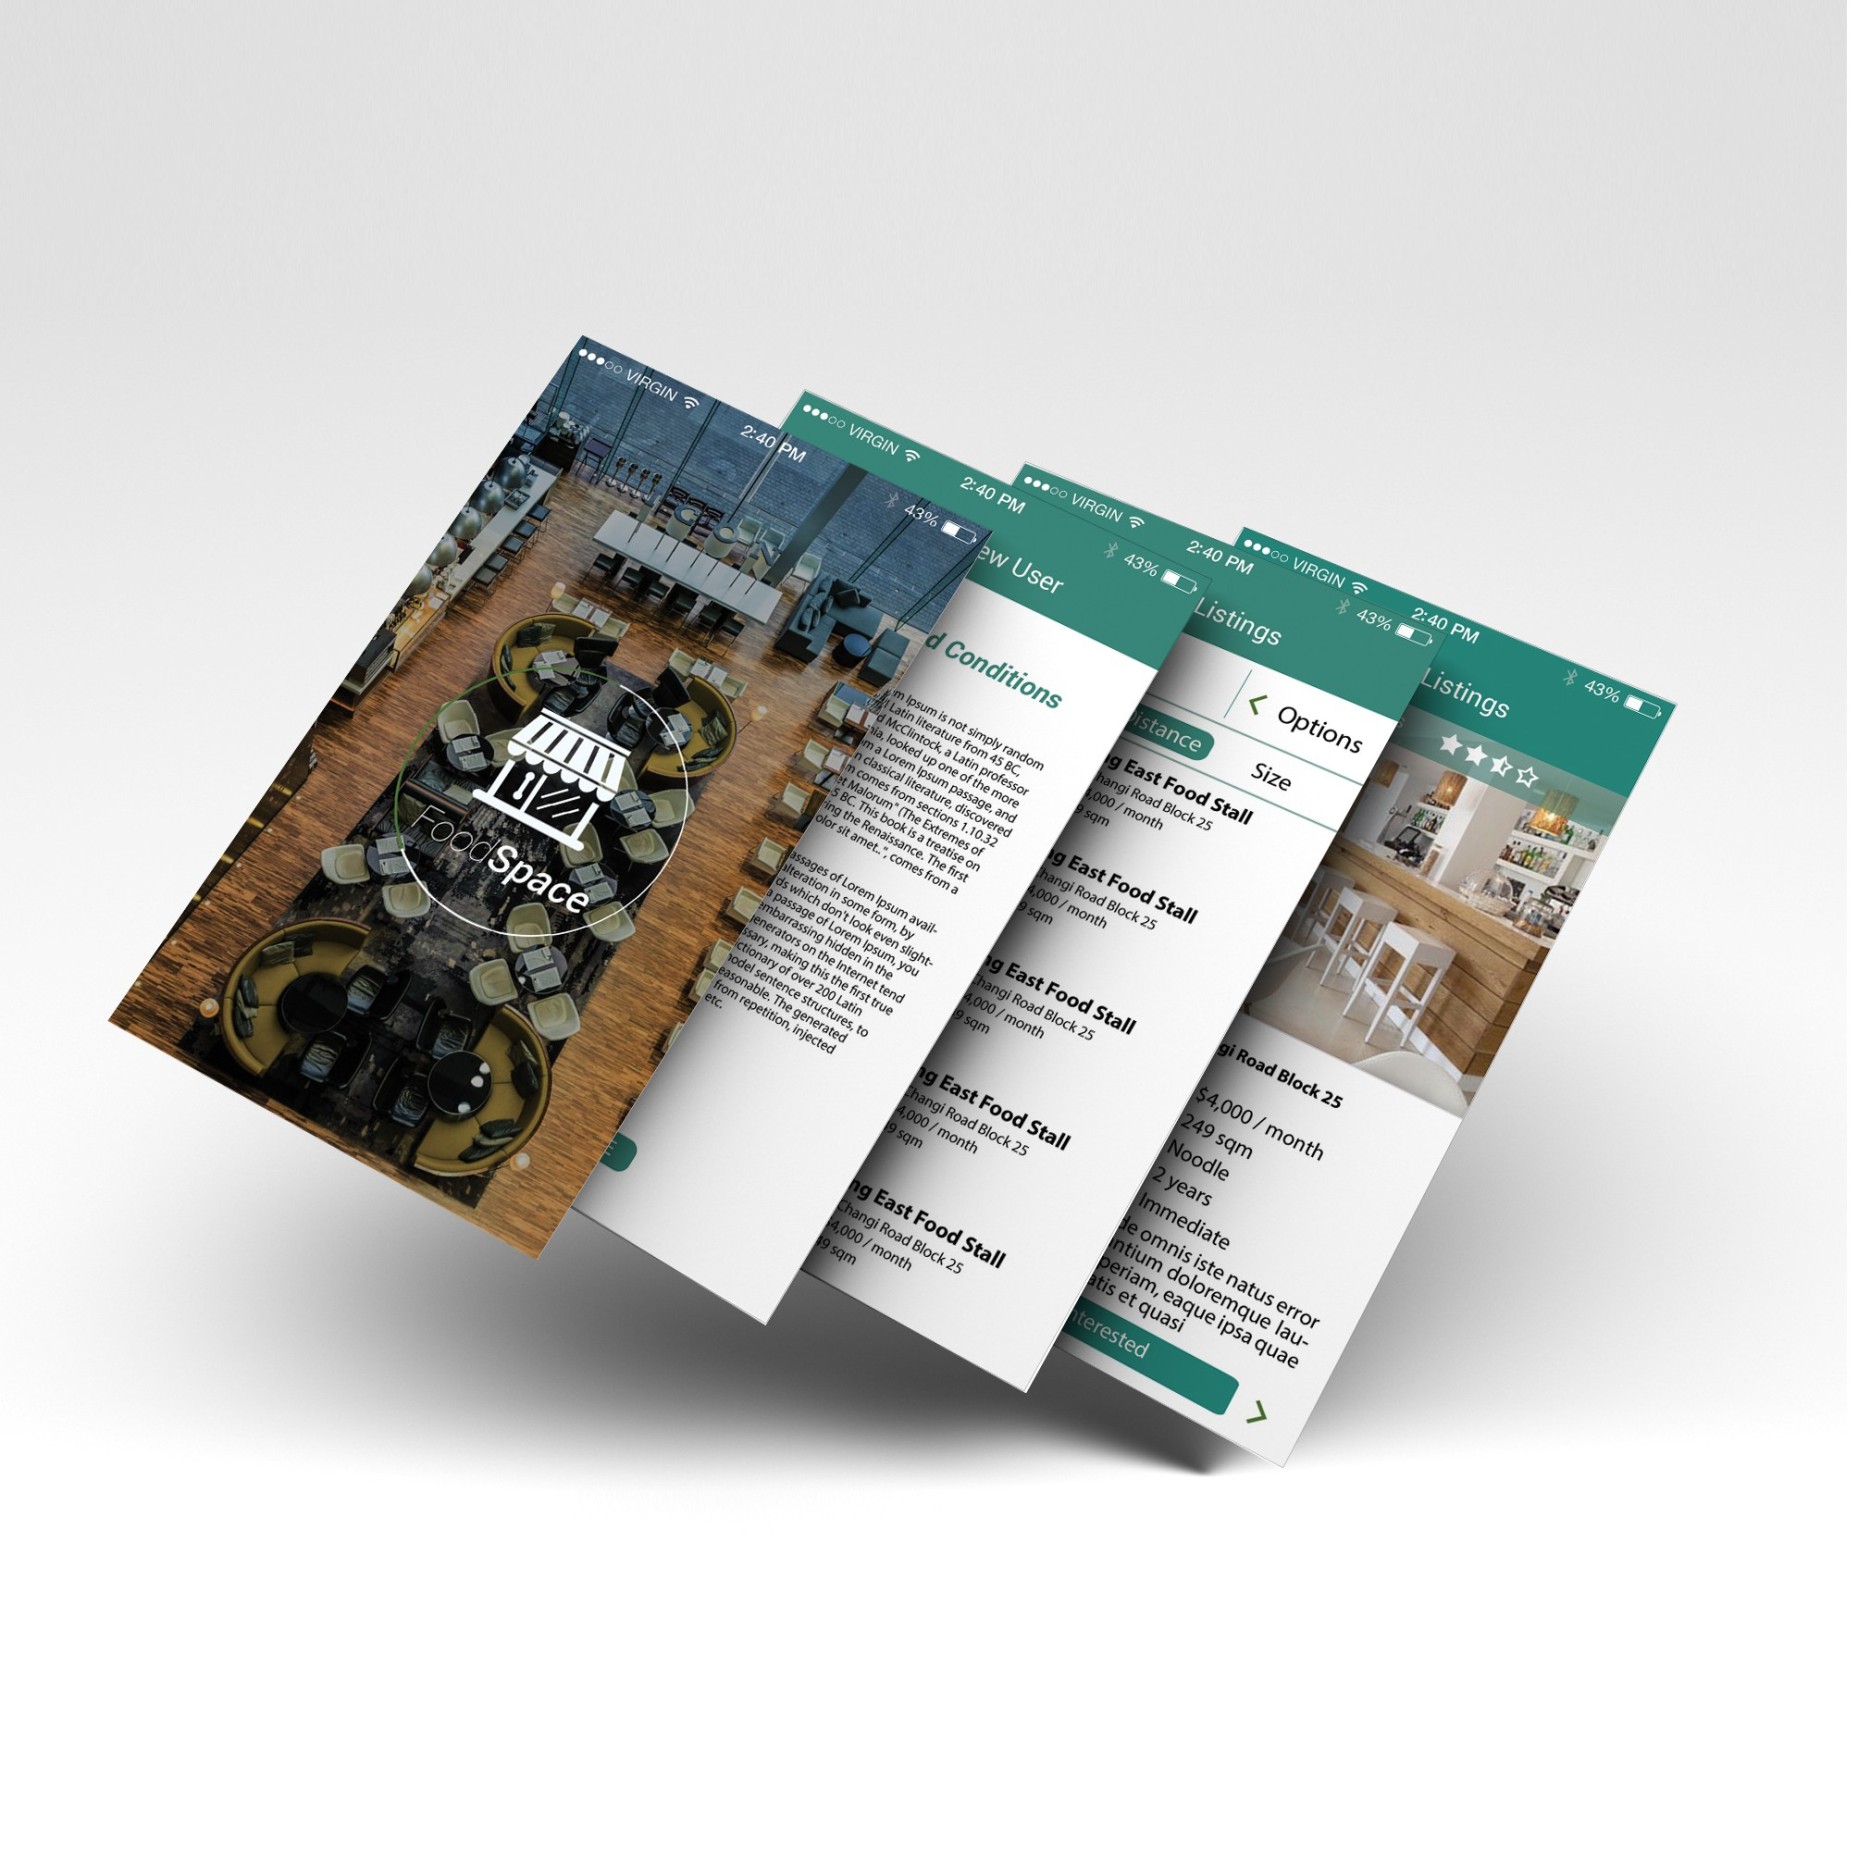 VIRGIN
2:40 PM
43%
FoodSpace
VIRGIN
2:40 PM
43%
ew User
d Conditions
m Ipsum is not simply random
Latin literature from 45 BC,
d McClintock, a Latin professor
nia, looked up one of the more
m a Lorem Ipsum passage, and
n classical literature, discovered
m comes from sections 1.10.32
et Malorum" (The Extremes of
5 BC. This book is a treatise on
ing the Renaissance. The first
olor sit amet..", comes from a
assages of Lorem Ipsum avail-
alteration in some form, by
ds which don't look even slight-
a passage of Lorem Ipsum, you
embarrassing hidden in the
enerators on the Internet tend
ssary, making this the first true
ctionary of over 200 Latin
odel sentence structures, to
easonable. The generated
from repetition, injected
etc.
E
VIRGIN
2:40 PM
43%
Listings
Options
istance
Size
g East Food Stall
hangi Road Block 25
,000 / month
9 sqm
ng East Food Stall
Changi Road Block 25
4,000 / month
9 sqm
ng East Food Stall
Changi Road Block 25
4,000 / month
9 sqm
ng East Food Stall
Changi Road Block 25
4,000 / month
9 sqm
ng East Food Stall
Changi Road Block 25
4,000 / month
49 sqm
VIRGIN
2:40 PM
43%
Listings
gi Road Block 25
$4,000 / month
249 sqm
Noodle
2 years
Immediate
de omnis iste natus error
ntium doloremque lau-
periam, eaque ipsa quae
atis et quasi
nterested